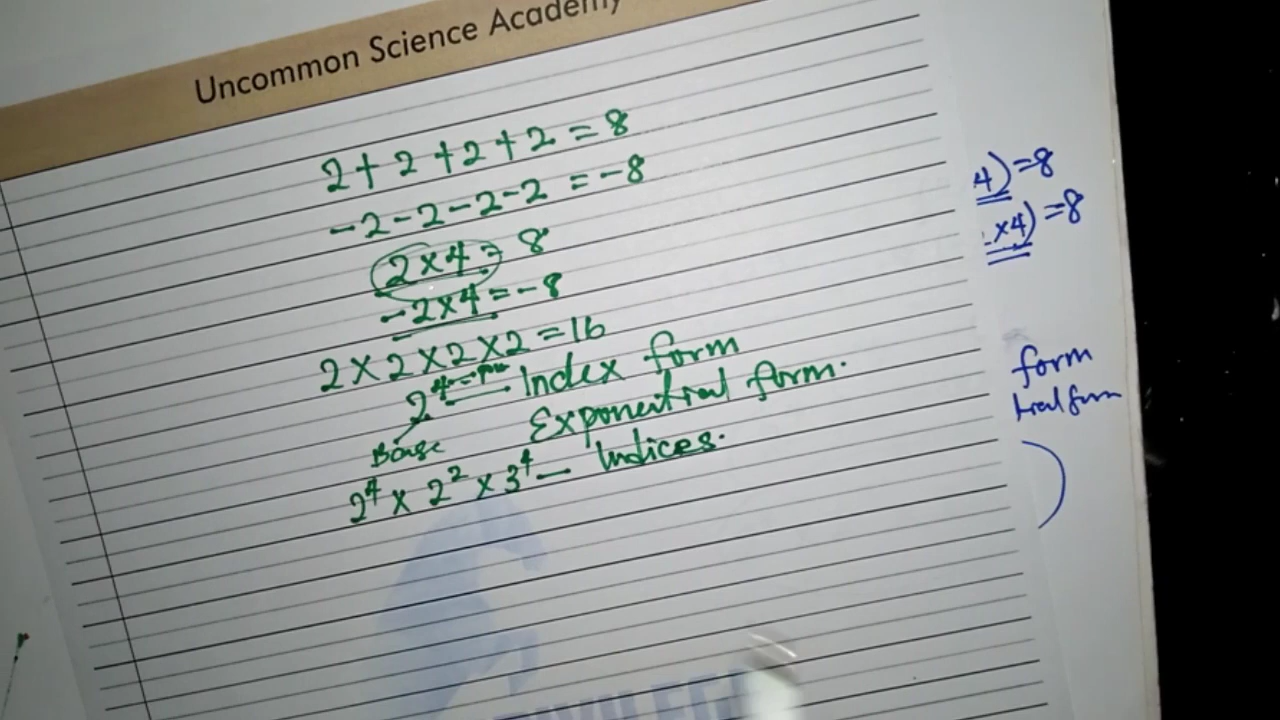 Uncommon Science Academy
2 + 2 + 2 + 2 = 8
-2 - 2 - 2 - 2 = -8
2 x 4 = 8
-2 x 4 = -8
2 x 2 x 2 x 2 = 16
2⁴ Index form
Base Exponential form.
2⁴ x 2² x 3⁴ — Indices.
4) = 8
x4) = 8
form